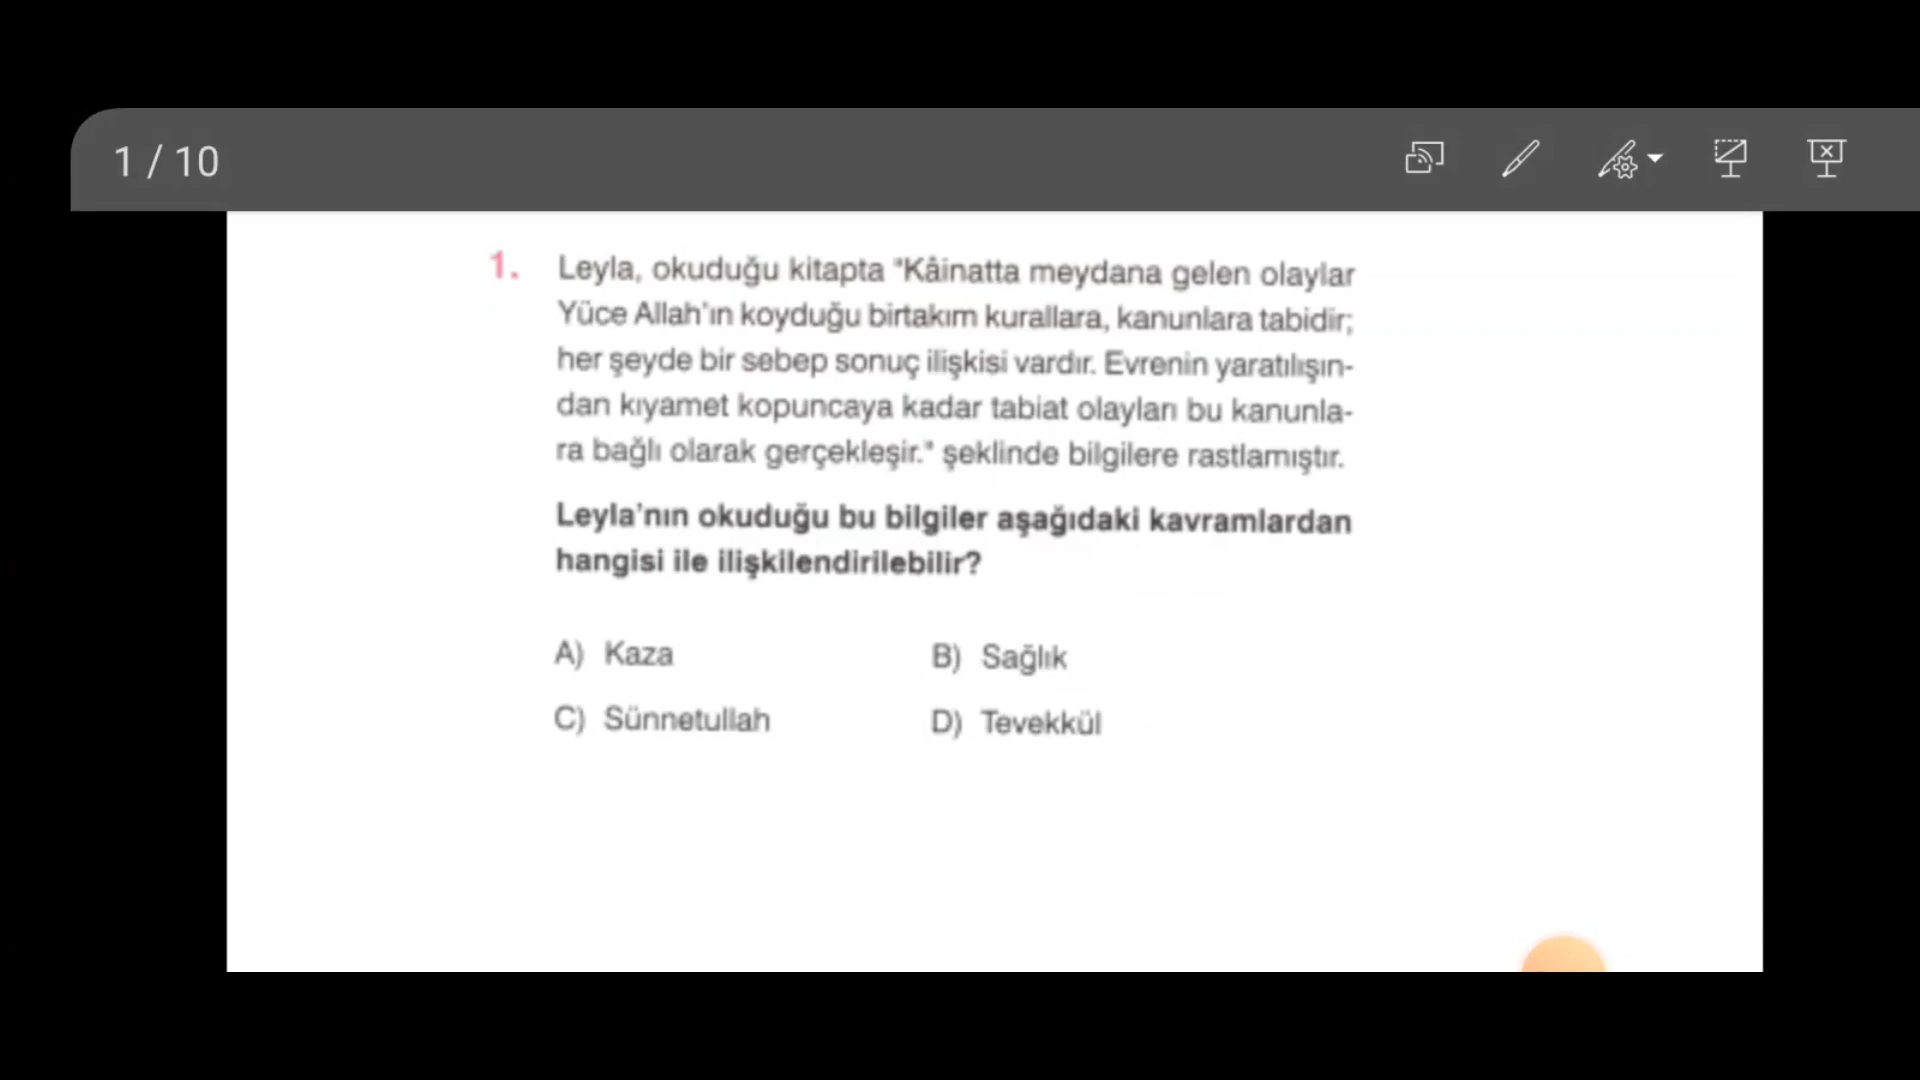 1 / 10
1. Leyla, okuduğu kitapta "Kâinatta meydana gelen olaylar
Yüce Allah'ın koyduğu birtakım kurallara, kanunlara tabidir;
her şeyde bir sebep sonuç ilişkisi vardır. Evrenin yaratılışın-
dan kıyamet kopuncaya kadar tabiat olayları bu kanunla-
ra bağlı olarak gerçekleşir." şeklinde bilgilere rastlamıştır.
Leyla'nın okuduğu bu bilgiler aşağıdaki kavramlardan
hangisi ile ilişkilendirilebilir?
A) Kaza B) Sağlık
C) Sünnetullah D) Tevekkül